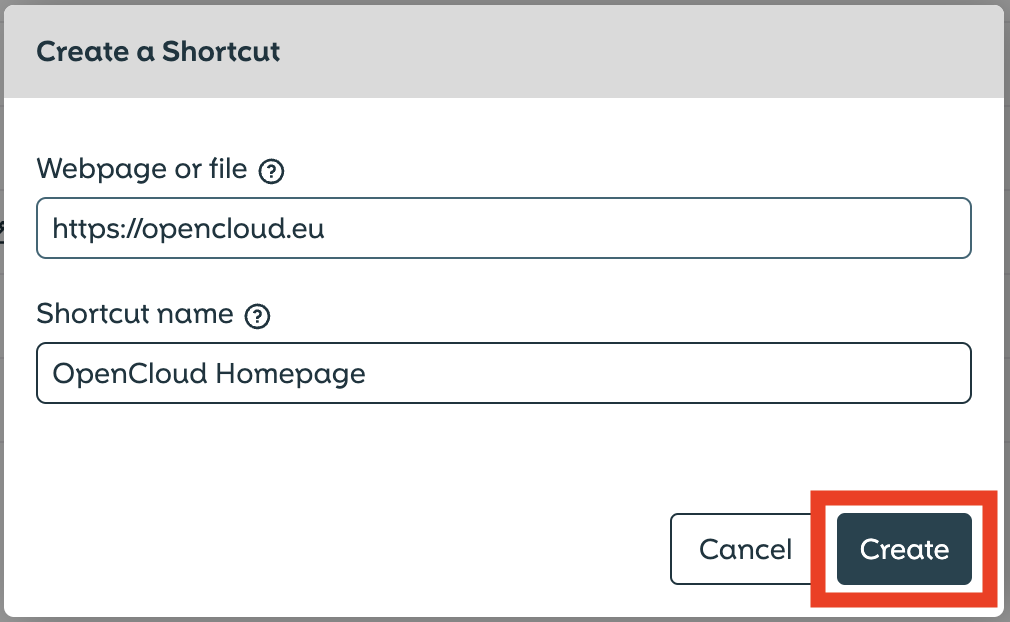 Create a Shortcut
Webpage or file
https://opencloud.eu
Shortcut name
OpenCloud Homepage
Cancel
Create